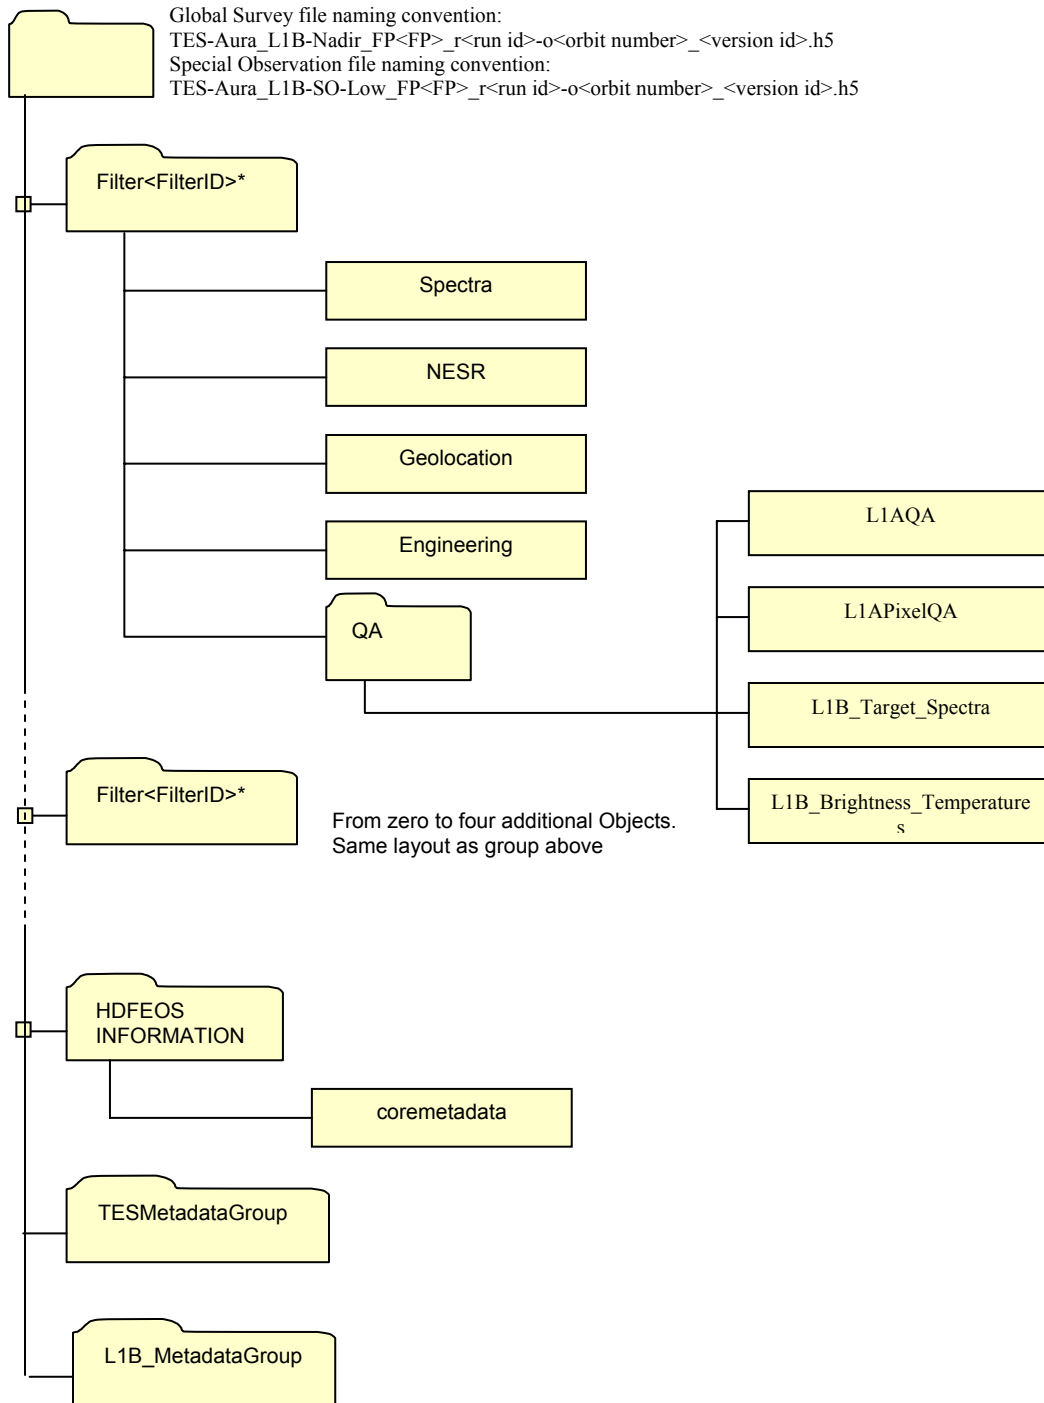 Global Survey file naming convention:
TES-Aura_L1B-Nadir_FP<FP>_r<run id>-o<orbit number>_<version id>.h5
Special Observation file naming convention:
TES-Aura_L1B-SO-Low_FP<FP>_r<run id>-o<orbit number>_<version id>.h5
Filter<FilterID>*
Spectra
NESR
Geolocation
Engineering
QA
L1AQA
L1APixelQA
L1B_Target_Spectra
L1B_Brightness_Temperature
s
Filter<FilterID>*
From zero to four additional Objects.
Same layout as group above
HDFEOS
INFORMATION
coremetadata
TESMetadataGroup
L1B_MetadataGroup